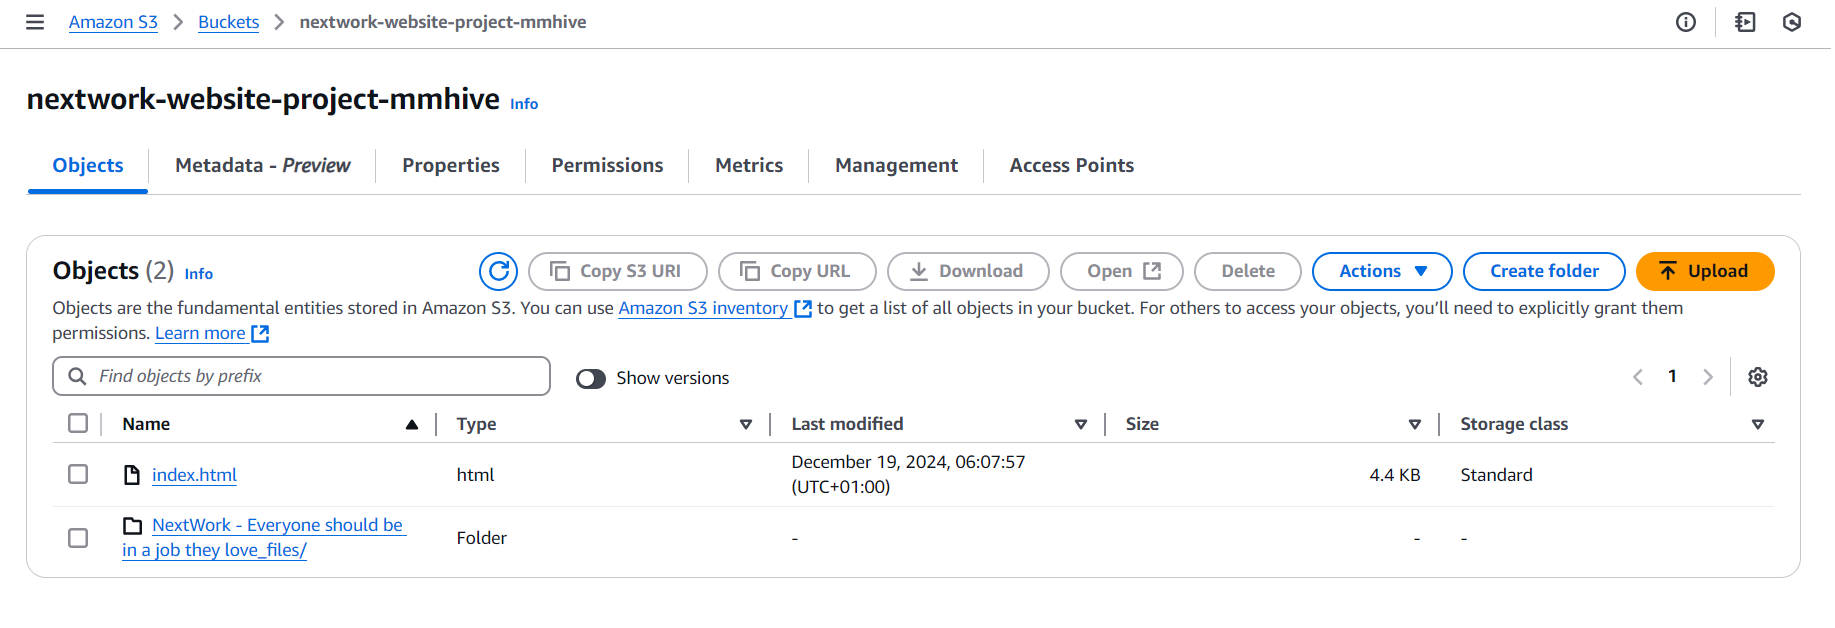 Amazon S3 > Buckets > nextwork-website-project-mmhive
nextwork-website-project-mmhive Info
Objects Metadata - Preview Properties Permissions Metrics Management Access Points
Objects (2) Info Copy S3 URI Copy URL Download Open Delete Actions Create folder Upload
Objects are the fundamental entities stored in Amazon S3. You can use Amazon S3 inventory to get a list of all objects in your bucket. For others to access your objects, you’ll need to explicitly grant them
permissions. Learn more
Find objects by prefix Show versions 1
Name Type Last modified Size Storage class
index.html html December 19, 2024, 06:07:57 4.4 KB Standard
(UTC+01:00)
NextWork - Everyone should be Folder - - -
in a job they love_files/